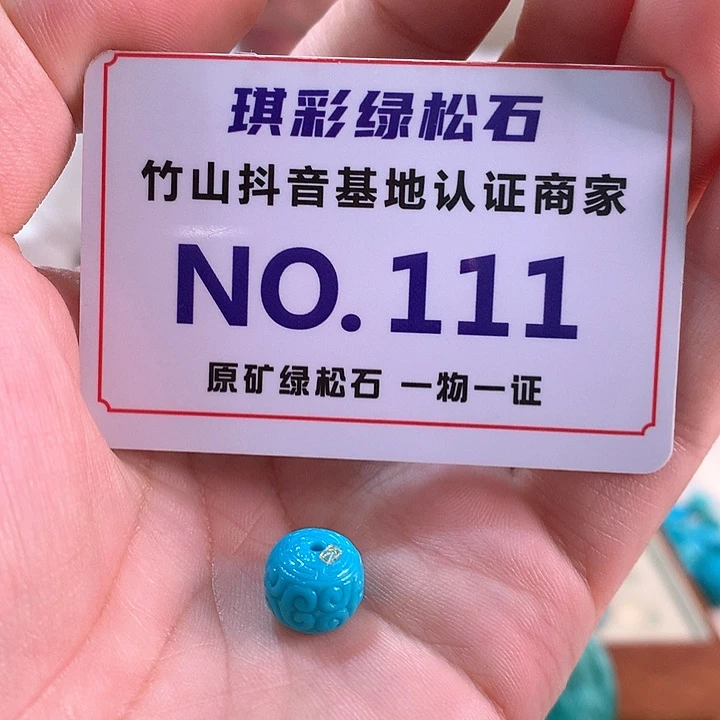 琪彩绿松石
竹山抖音基地认证商家
NO.111
原矿绿松石 一物一证